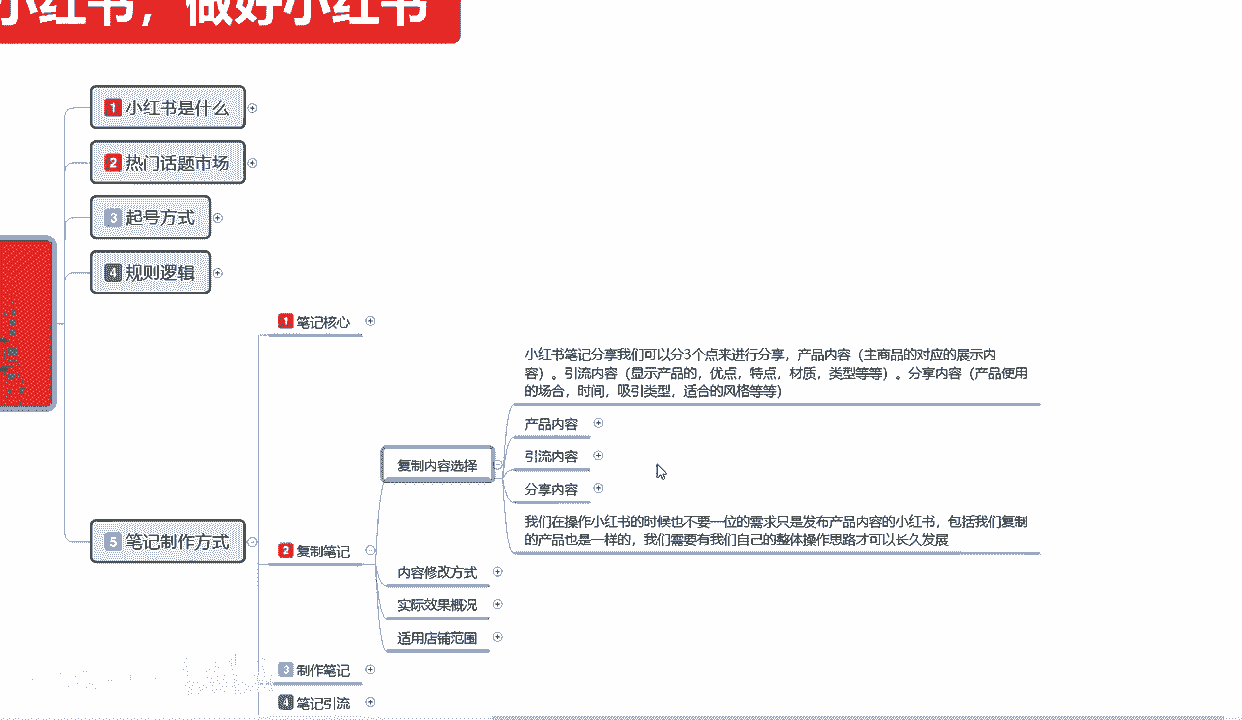 小红书，做好小红书
1 小红书是什么
2 热门话题市场
3 起号方式
4 规则逻辑
1 笔记核心
小红书笔记分享我们可以分3个点来进行分享，产品内容（主商品的对应的展示内
容）。引流内容（显示产品的，优点，特点，材质，类型等等）。分享内容（产品使用
的场合，时间，吸引类型，适合的风格等等）
产品内容
复制内容选择
引流内容
分享内容
我们在操作小红书的时候也不要一位的需求只是发布产品内容的小红书，包括我们复制
的产品也是一样的，我们需要有我们自己的整体操作思路才可以长久发展
5 笔记制作方式
2 复制笔记
内容修改方式
实际效果概况
适用店铺范围
3 制作笔记
4 笔记引流